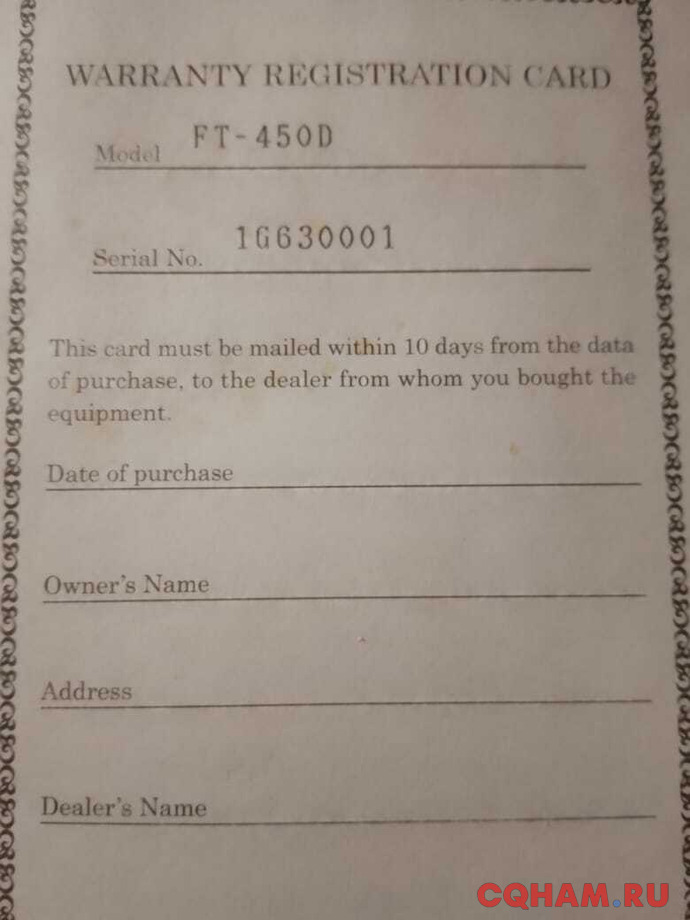 WARRANTY REGISTRATION CARD
Model FT-450D
Serial No. 1G630001
This card must be mailed within 10 days from the data
of purchase, to the dealer from whom you bought the
equipment.
Date of purchase
Owner's Name
Address
Dealer's Name
CQHAM.RU